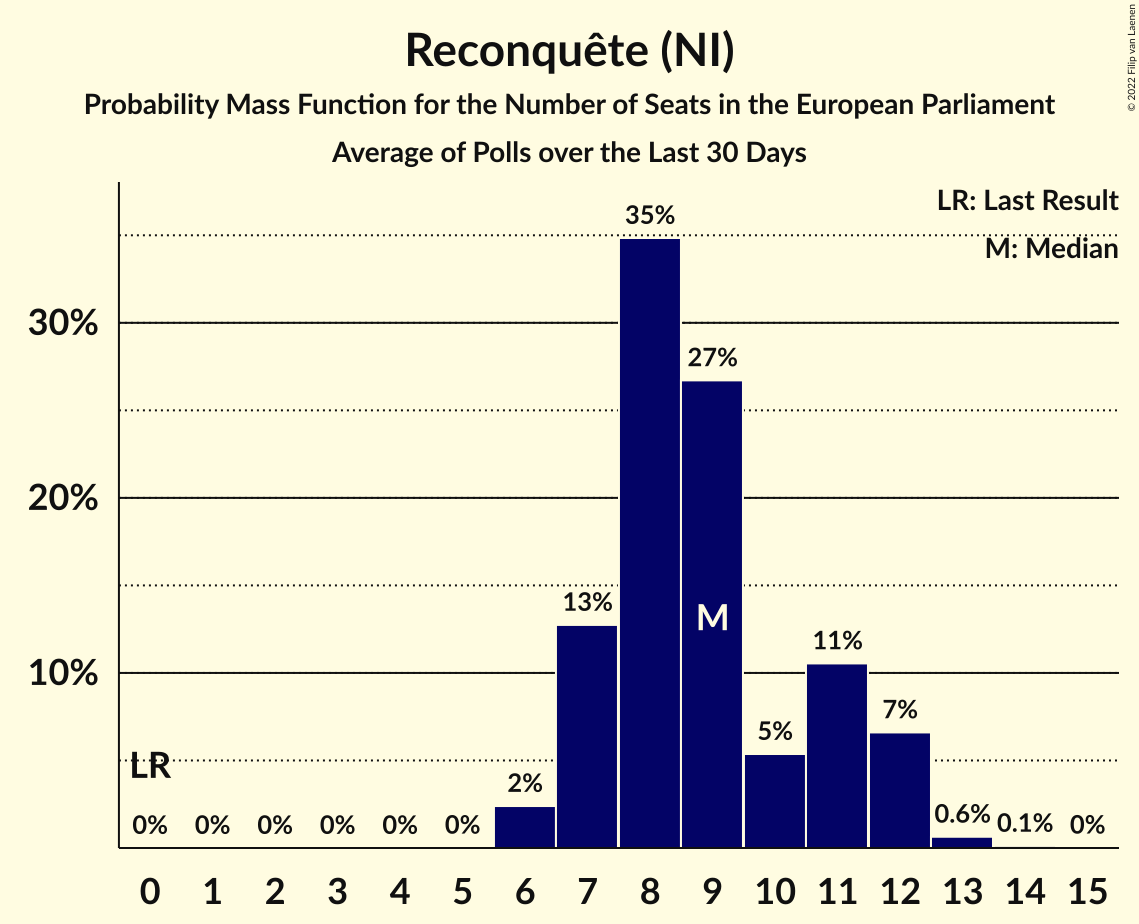 Reconquête (NI)
Probability Mass Function for the Number of Seats in the European Parliament
Average of Polls over the Last 30 Days
© 2022 Filip van Laenen
LR: Last Result
M: Median
35%
30%
27%
20%
13%
M
11%
10%
7%
5%
LR
2%
0% 0% 0% 0% 0% 0% 0.6% 0.1% 0%
0 1 2 3 4 5 6 7 8 9 10 11 12 13 14 15